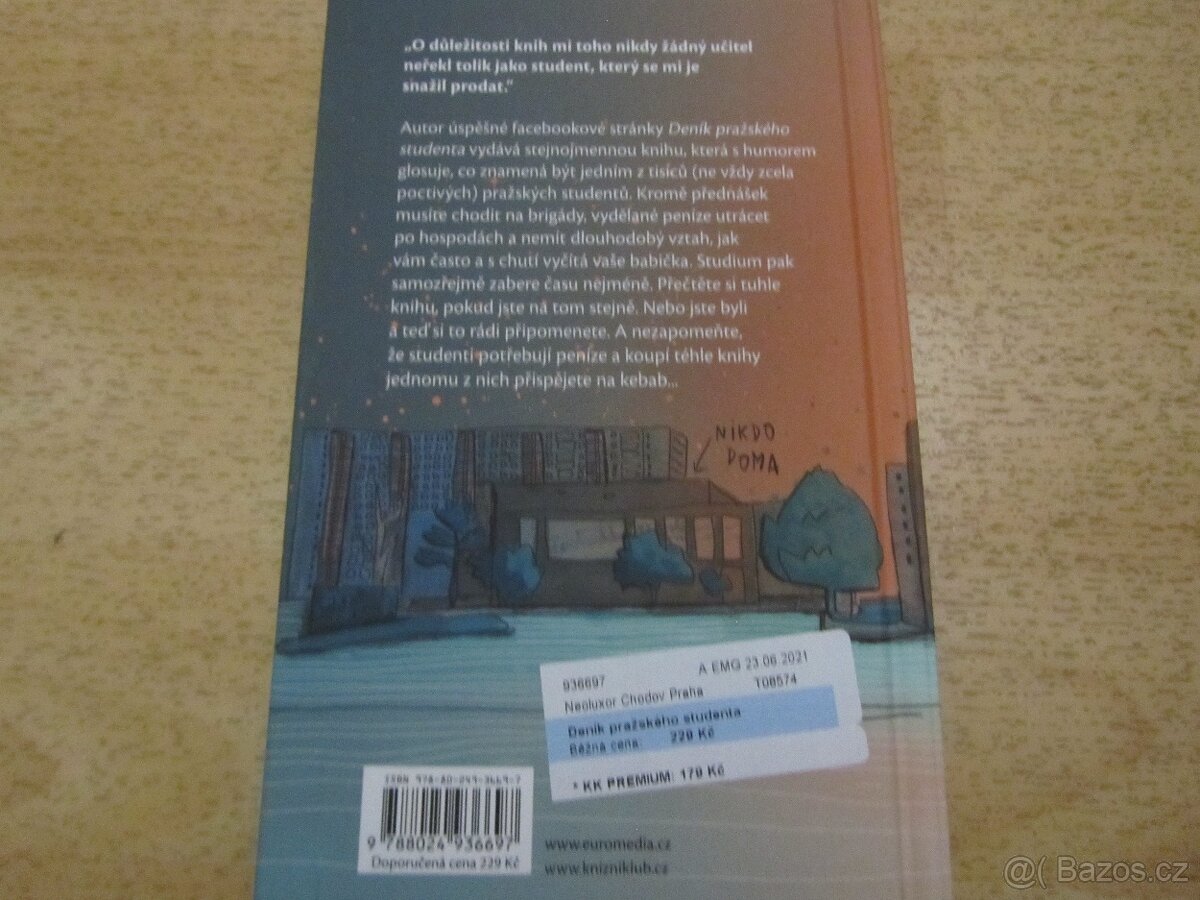 „O důležitosti knih mi toho nikdy žádný učitel
neřekl tolik jako student, který se mi je
snažil prodat.“
Autor úspěšné facebookové stránky Deník pražského
studenta vydává stejnojmennou knihu, která s humorem
glosuje, co znamená být jedním z tisíců (ne vždy zcela
poctivých) pražských studentů. Kromě přednášek
musíte chodit na brigády, vydělané peníze utrácet
po hospodách a nemít dlouhodobý vztah, jak
vám často a s chutí vyčítá vaše babička. Studium pak
samozřejmě zabere času nejméně. Přečtěte si tuhle
knihu, pokud jste na tom stejně. Nebo jste byli
a teď si to rádi připomenete. A nezapomeňte,
že studenti potřebují peníze a koupí téhle knihy
jednomu z nich přispějete na kebab...
NIKDO
DOMA
A EMG 23.06.2021
936697
T08574
Neoluxor Chodov Praha
Deník pražského studenta
Běžná cena: 229 Kč
* KK PREMIUM: 179 Kč
ISBN 978-80-249-3669-7
9 788024 936697
Doporučená cena 229 Kč
www.euromedia.cz
www.knizniklub.cz
@( Bazos.cz